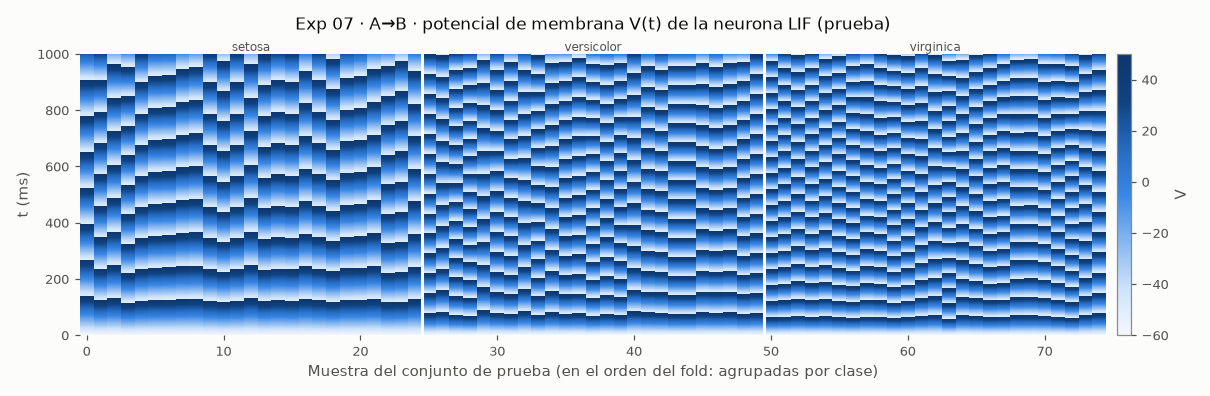 Exp 07 · A→B · potencial de membrana V(t) de la neurona LIF (prueba)
setosa versicolor virginica
1000
800
600
400
200
0
t (ms)
0 10 20 30 40 50 60 70
Muestra del conjunto de prueba (en el orden del fold: agrupadas por clase)
40
20
0
−20
−40
−60
V